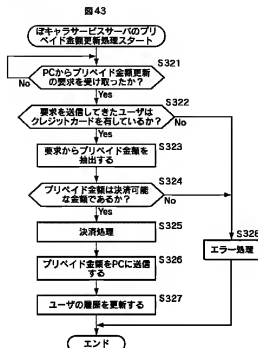 図43
ぽキャラサービスサーバのプリ
ペイド金額更新処理スタート
S321
PCからプリペイド金額更新
の要求を受け取ったか?
No
Yes
S322
要求を送信してきたユーザは
クレジットカードを有しているか?
No
Yes
S323
要求からプリペイド金額を
抽出する
S324
プリペイド金額は決済可能
な金額であるか?
No
Yes
S325
決済処理
S328
エラー処理
S326
プリペイド金額をPCに送信
する
S327
ユーザの履歴を更新する
エンド